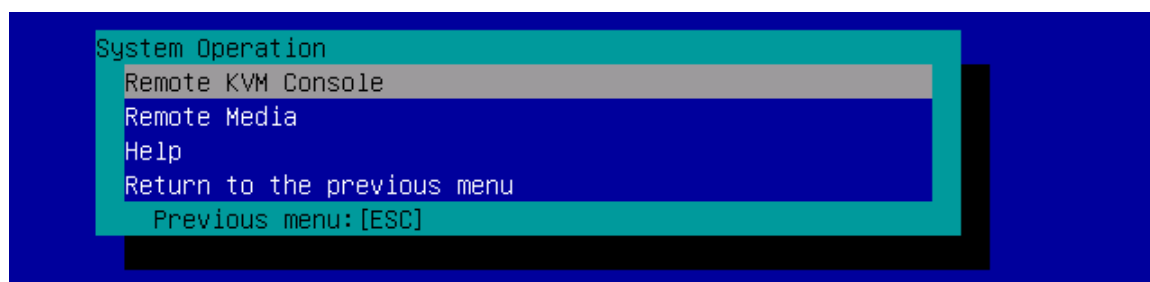 System Operation
Remote KVM Console
Remote Media
Help
Return to the previous menu
Previous menu:[ESC]